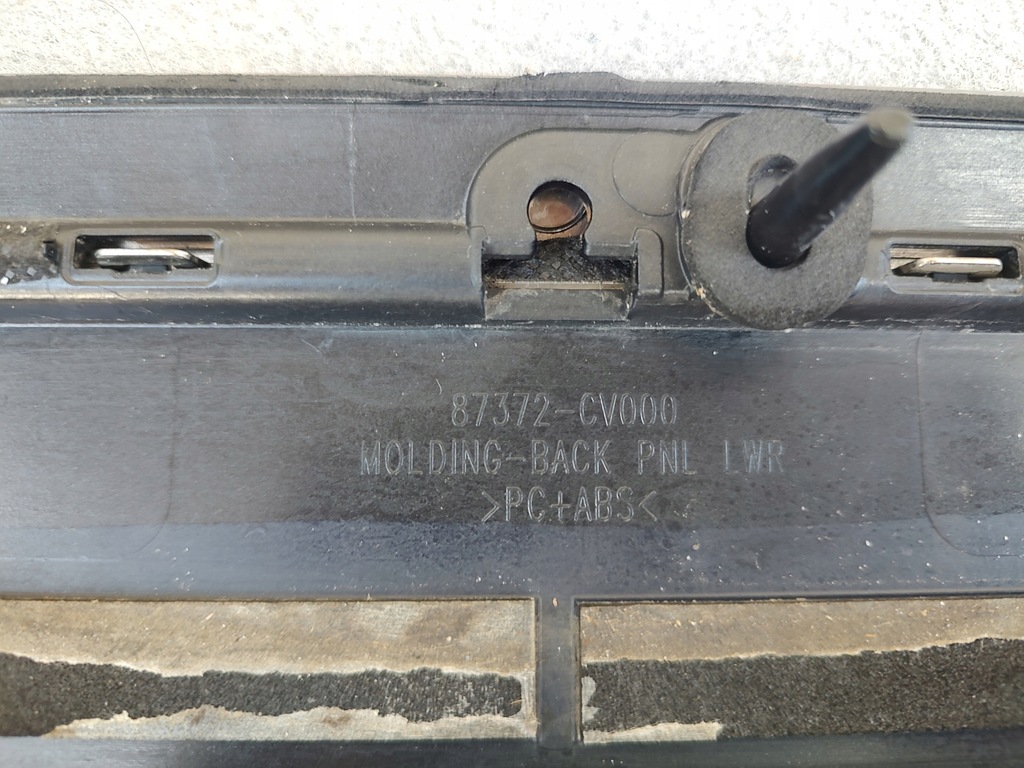 87372-CV000
MOLDING-BACK PNL LWR
>PC+ABS<